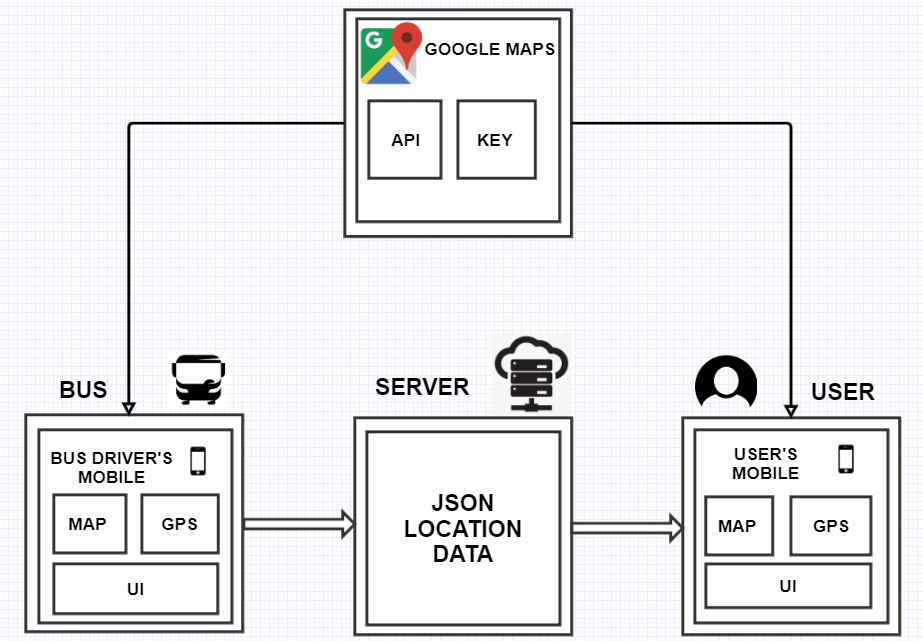 G
GOOGLE MAPS
API
KEY
BUS
SERVER
USER
BUS DRIVER'S
MOBILE
MAP
GPS
UI
JSON
LOCATION
DATA
USER'S
MOBILE
MAP
GPS
UI